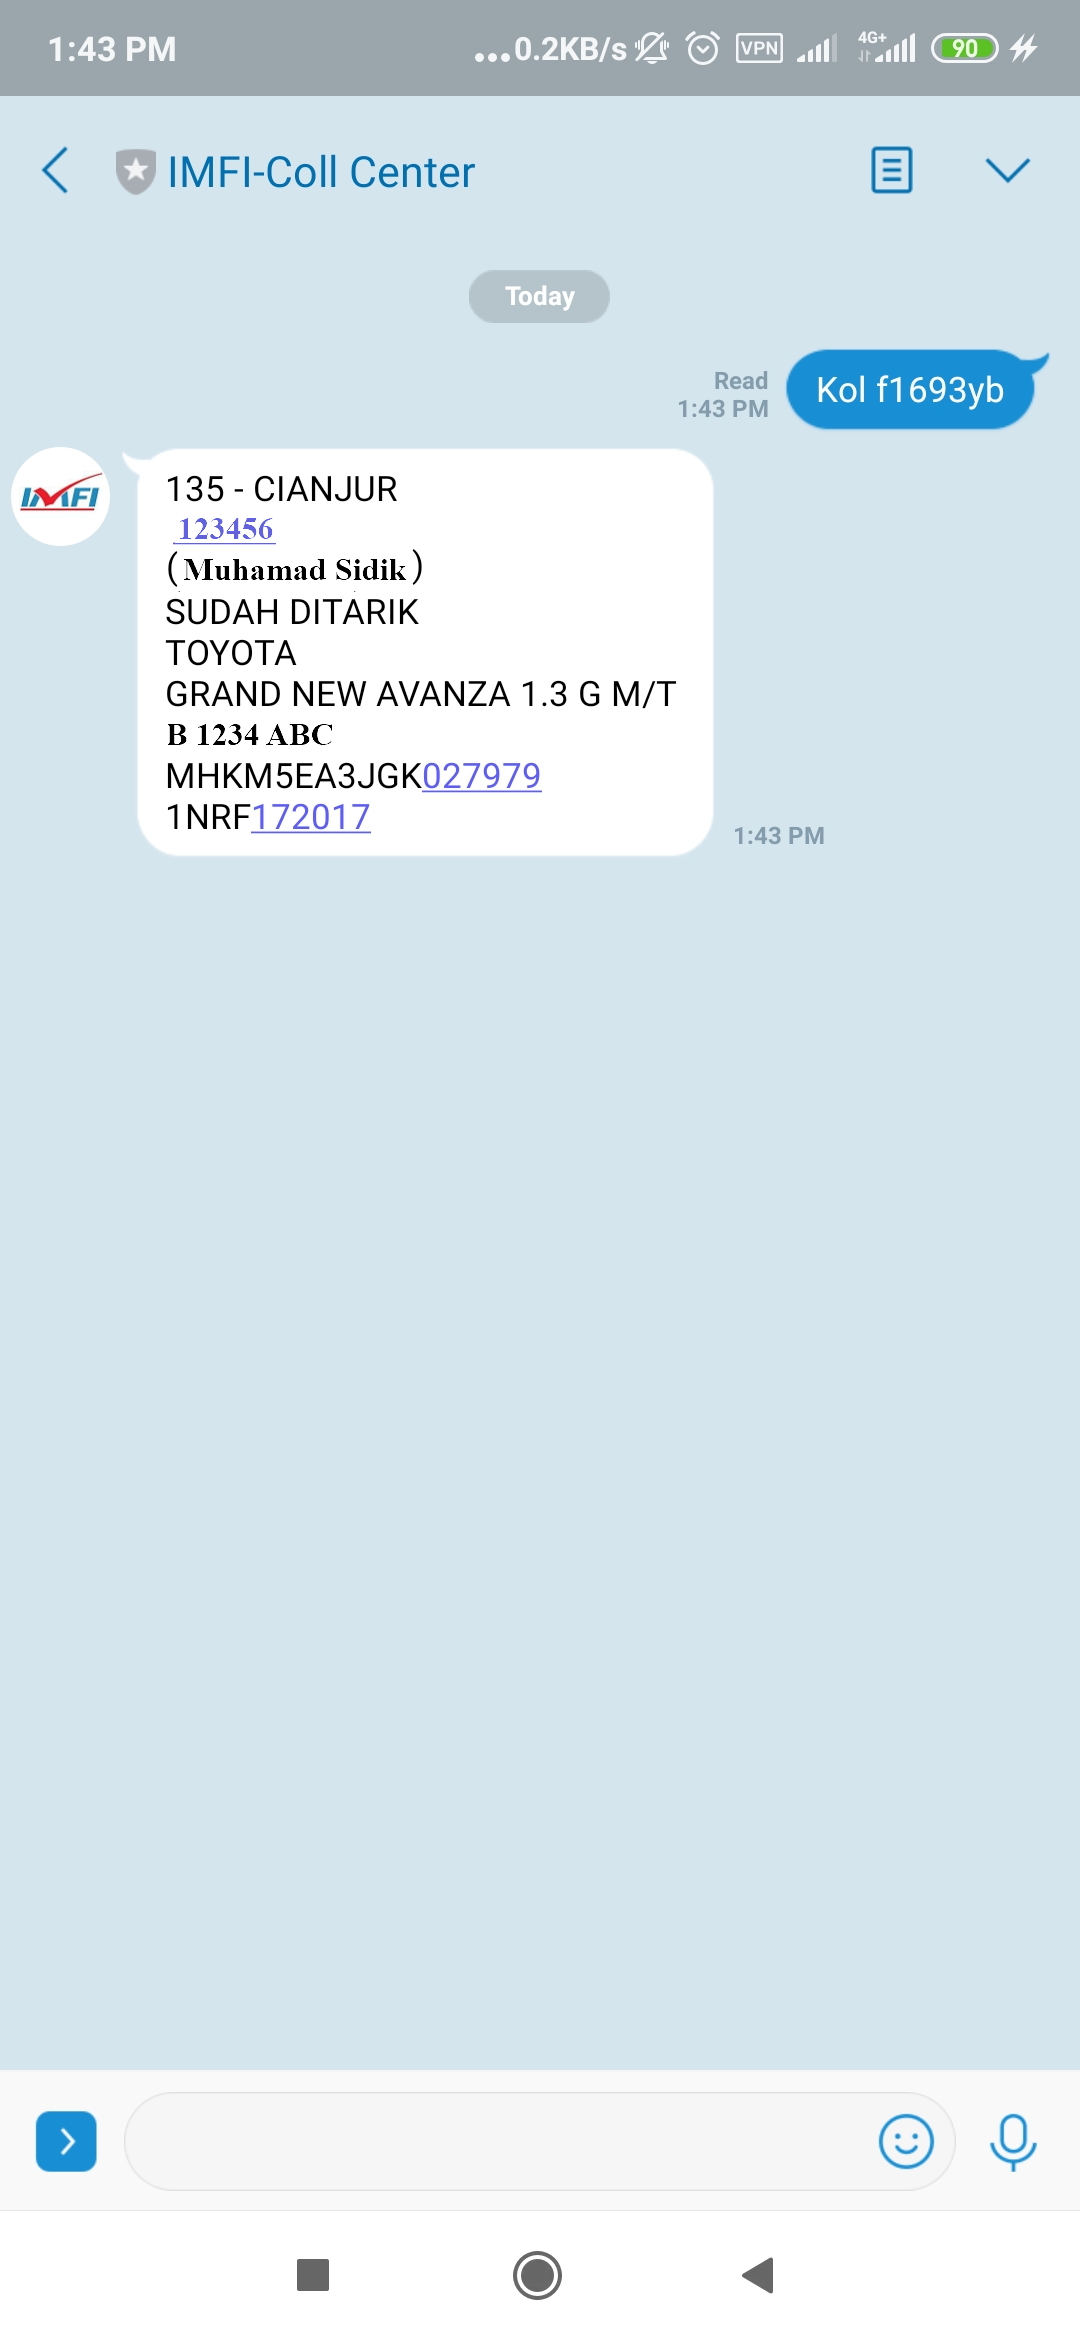 1:43 PM
...0.2KB/s VPN 4G+ 90
IMFI-Coll Center
Today
Read
1:43 PM
Kol f1693yb
IMFI
135 - CIANJUR
123456
(Muhamad Sidik)
SUDAH DITARIK
TOYOTA
GRAND NEW AVANZA 1.3 G M/T
B 1234 ABC
MHKM5EA3JGK027979
1NRF172017
1:43 PM